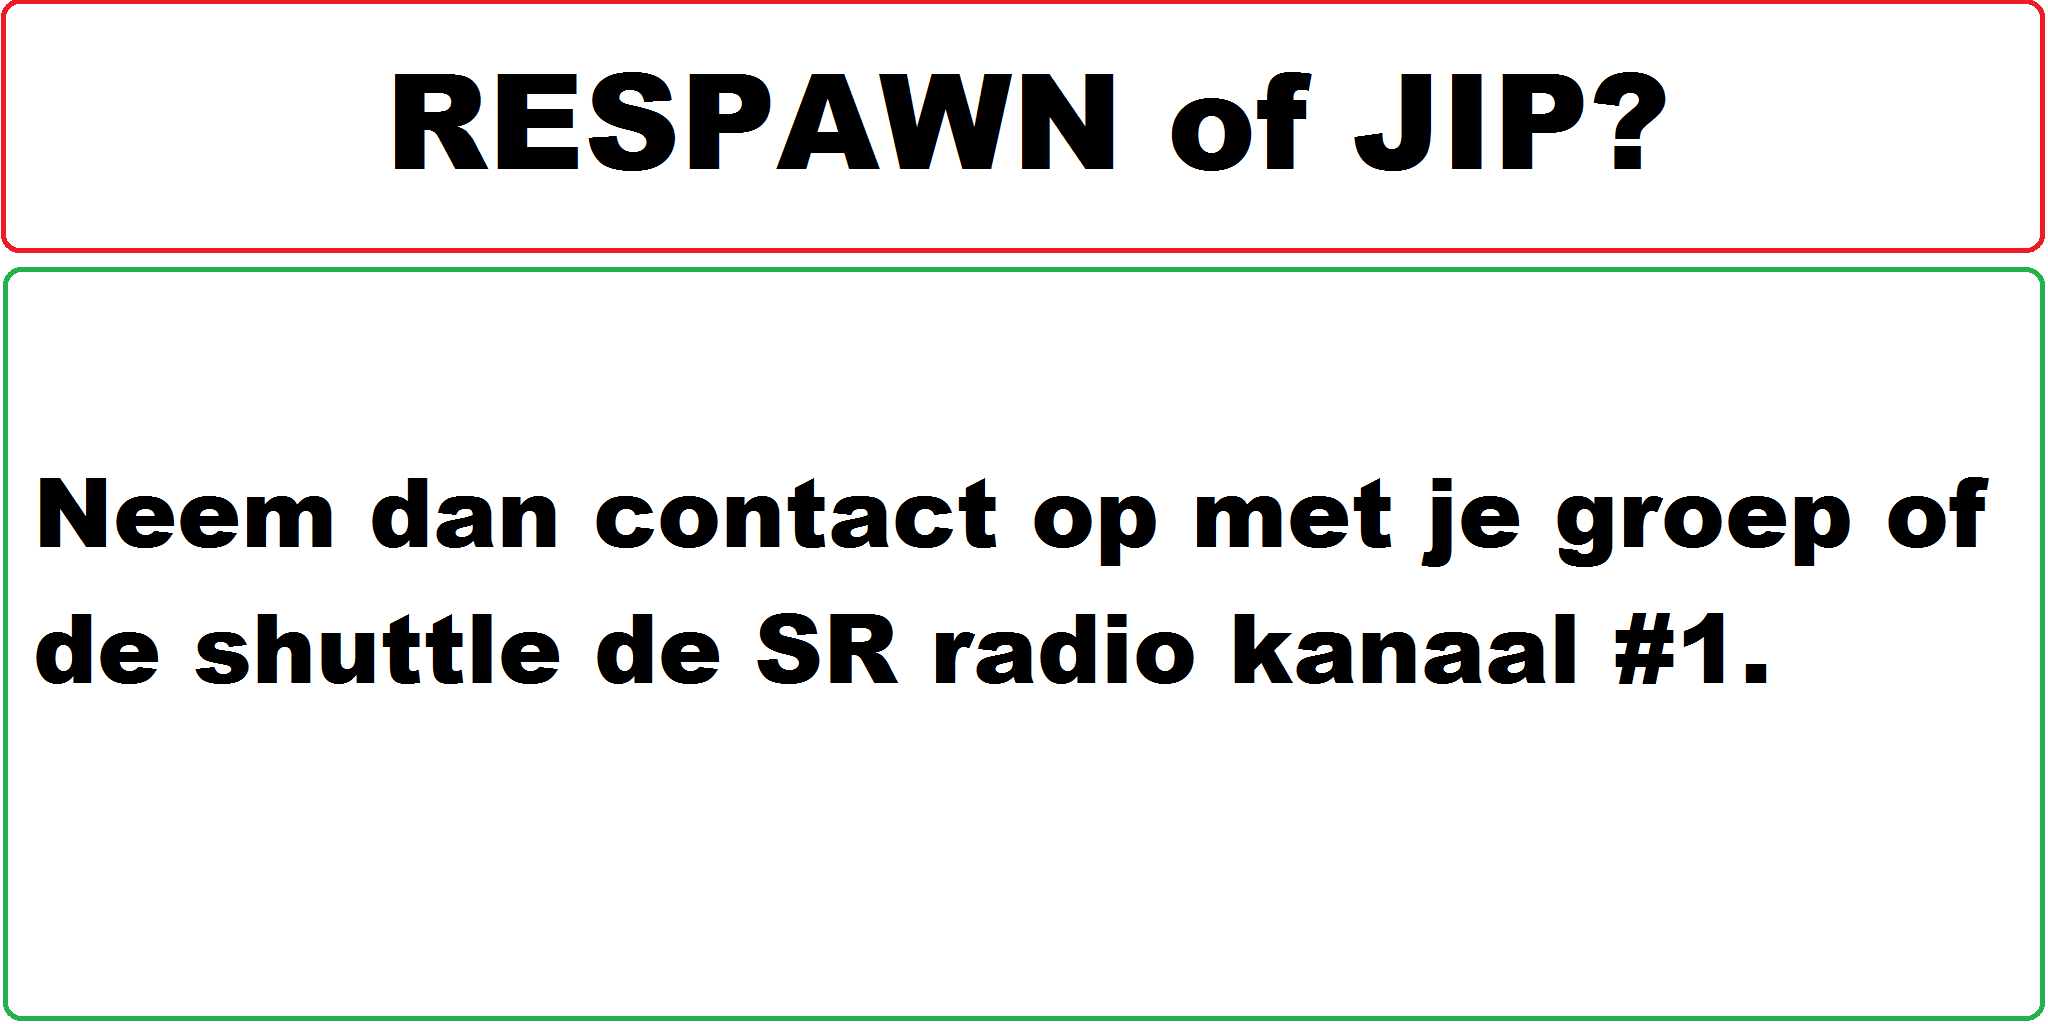 RESPAWN of JIP?
Neem dan contact op met je groep of
de shuttle de SR radio kanaal #1.